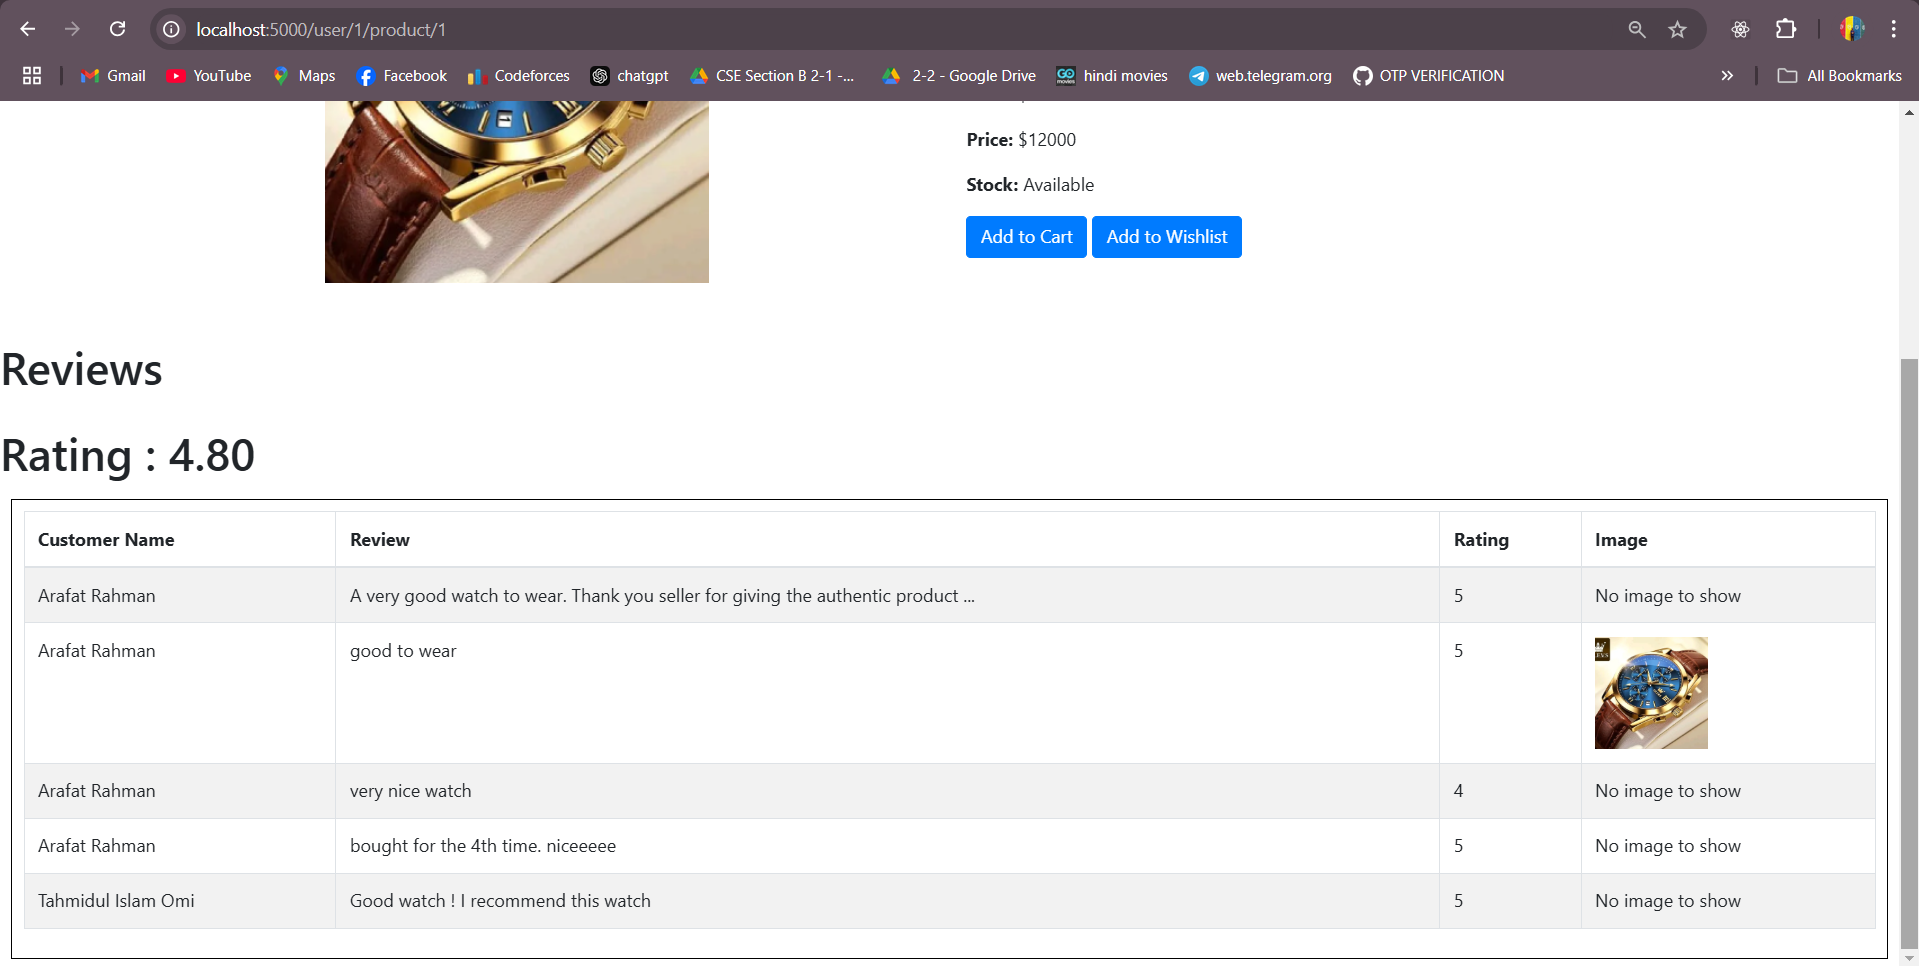 localhost:5000/user/1/product/1
Gmail YouTube Maps Facebook Codeforces chatgpt CSE Section B 2-1 -... 2-2 - Google Drive hindi movies web.telegram.org OTP VERIFICATION All Bookmarks
Price: $12000
Stock: Available
Add to Cart Add to Wishlist
Reviews
Rating : 4.80
Customer Name Review Rating Image
Arafat Rahman A very good watch to wear. Thank you seller for giving the authentic product ... 5 No image to show
Arafat Rahman good to wear 5
Arafat Rahman very nice watch 4 No image to show
Arafat Rahman bought for the 4th time. niceeeee 5 No image to show
Tahmidul Islam Omi Good watch ! I recommend this watch 5 No image to show